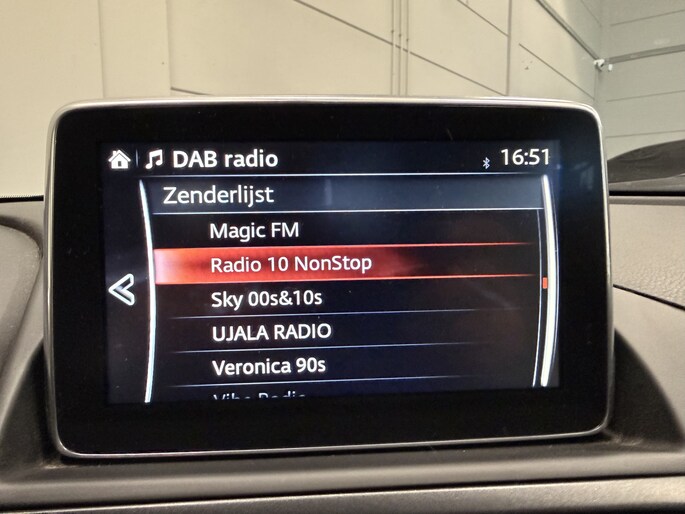 DAB radio 16:51
Zenderlijst
Magic FM
Radio 10 NonStop
Sky 00s&10s
UJALA RADIO
Veronica 90s